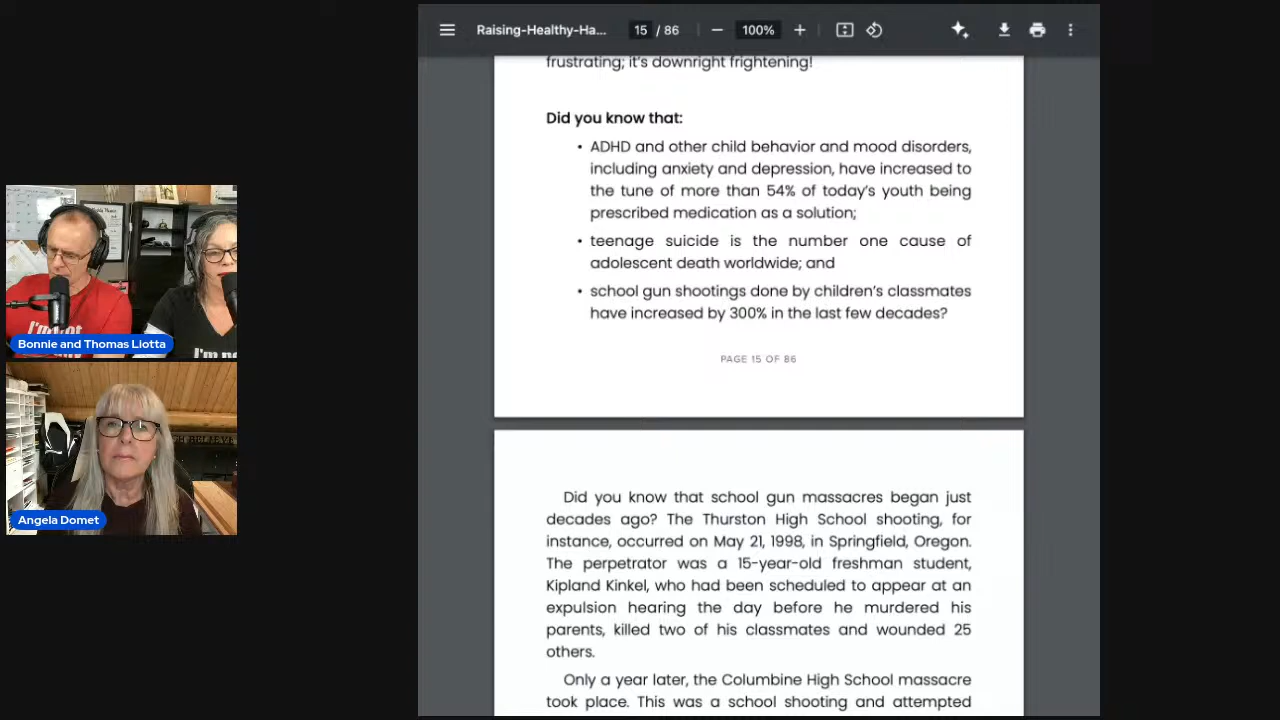 Raising-Healthy-Ha...
15 / 86
100%
frustrating; it's downright frightening!
Did you know that:
• ADHD and other child behavior and mood disorders,
including anxiety and depression, have increased to
the tune of more than 54% of today's youth being
prescribed medication as a solution;
• teenage suicide is the number one cause of
adolescent death worldwide; and
• school gun shootings done by children's classmates
have increased by 300% in the last few decades?
PAGE 15 OF 86
Did you know that school gun massacres began just
decades ago? The Thurston High School shooting, for
instance, occurred on May 21, 1998, in Springfield, Oregon.
The perpetrator was a 15-year-old freshman student,
Kipland Kinkel, who had been scheduled to appear at an
expulsion hearing the day before he murdered his
parents, killed two of his classmates and wounded 25
others.
Only a year later, the Columbine High School massacre
took place. This was a school shooting and attempted
I'm not
I'm
Bonnie and Thomas Liotta
BELIEVE
Angela Domet